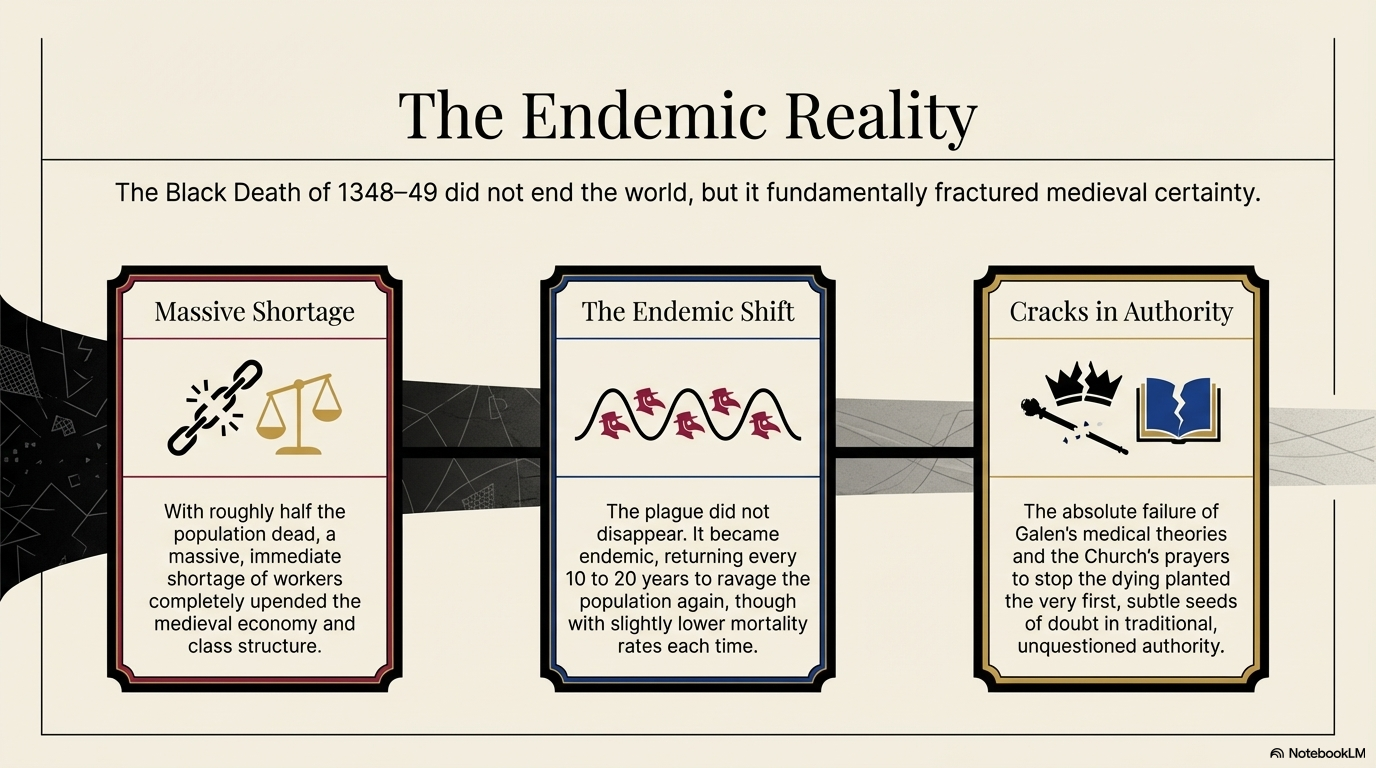 The Endemic Reality
The Black Death of 1348–49 did not end the world, but it fundamentally fractured medieval certainty.
Massive Shortage
With roughly half the
population dead, a
massive, immediate
shortage of workers
completely upended the
medieval economy and
class structure.
The Endemic Shift
The plague did not
disappear. It became
endemic, returning every
10 to 20 years to ravage the
population again, though
with slightly lower mortality
rates each time.
Cracks in Authority
The absolute failure of
Galen's medical theories
and the Church's prayers
to stop the dying planted
the very first, subtle seeds
of doubt in traditional,
unquestioned authority.
NotebookLM